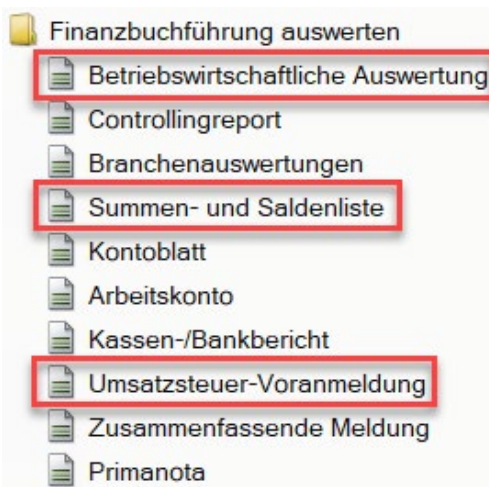 Finanzbuchführung auswerten
Betriebswirtschaftliche Auswertung
Controllingreport
Branchenauswertungen
Summen- und Saldenliste
Kontoblatt
Arbeitskonto
Kassen-/Bankbericht
Umsatzsteuer-Voranmeldung
Zusammenfassende Meldung
Primanota